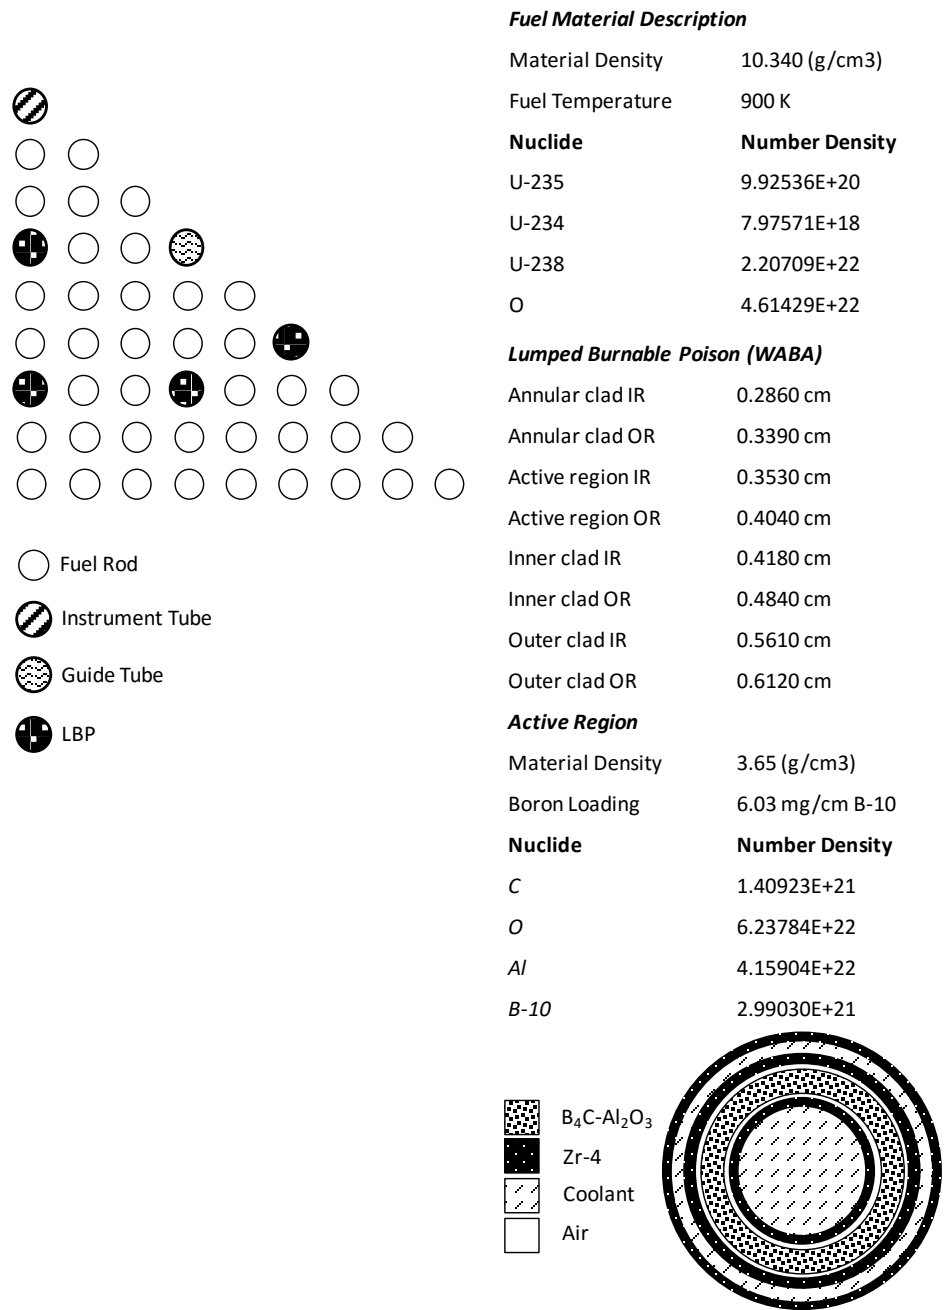 Fuel Material Description
Material Density 10.340 (g/cm3)
Fuel Temperature 900 K
Nuclide Number Density
U-235 9.92536E+20
U-234 7.97571E+18
U-238 2.20709E+22
O 4.61429E+22
Lumped Burnable Poison (WABA)
Annular clad IR 0.2860 cm
Annular clad OR 0.3390 cm
Active region IR 0.3530 cm
Active region OR 0.4040 cm
Inner clad IR 0.4180 cm
Inner clad OR 0.4840 cm
Outer clad IR 0.5610 cm
Outer clad OR 0.6120 cm
Active Region
Material Density 3.65 (g/cm3)
Boron Loading 6.03 mg/cm B-10
Nuclide Number Density
C 1.40923E+21
O 6.23784E+22
Al 4.15904E+22
B-10 2.99030E+21
Fuel Rod
Instrument Tube
Guide Tube
LBP
B₄C-Al₂O₃
Zr-4
Coolant
Air